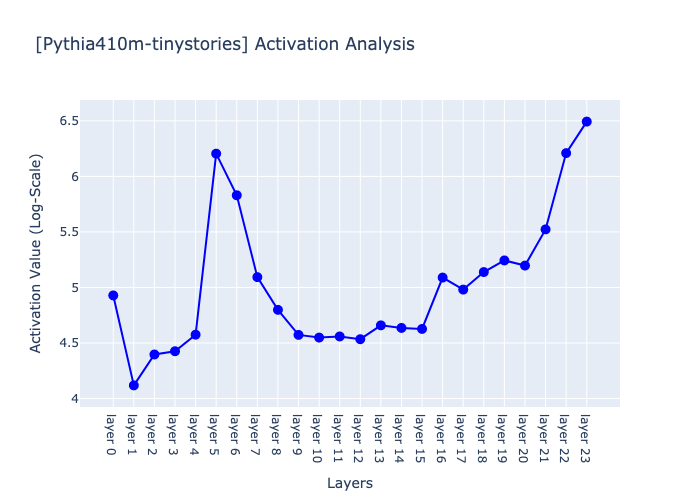 [Pythia410m-tinystories] Activation Analysis
Activation Value (Log-Scale)
6.5
6
5.5
5
4.5
4
layer 0
layer 1
layer 2
layer 3
layer 4
layer 5
layer 6
layer 7
layer 8
layer 9
layer 10
layer 11
layer 12
layer 13
layer 14
layer 15
layer 16
layer 17
layer 18
layer 19
layer 20
layer 21
layer 22
layer 23
Layers